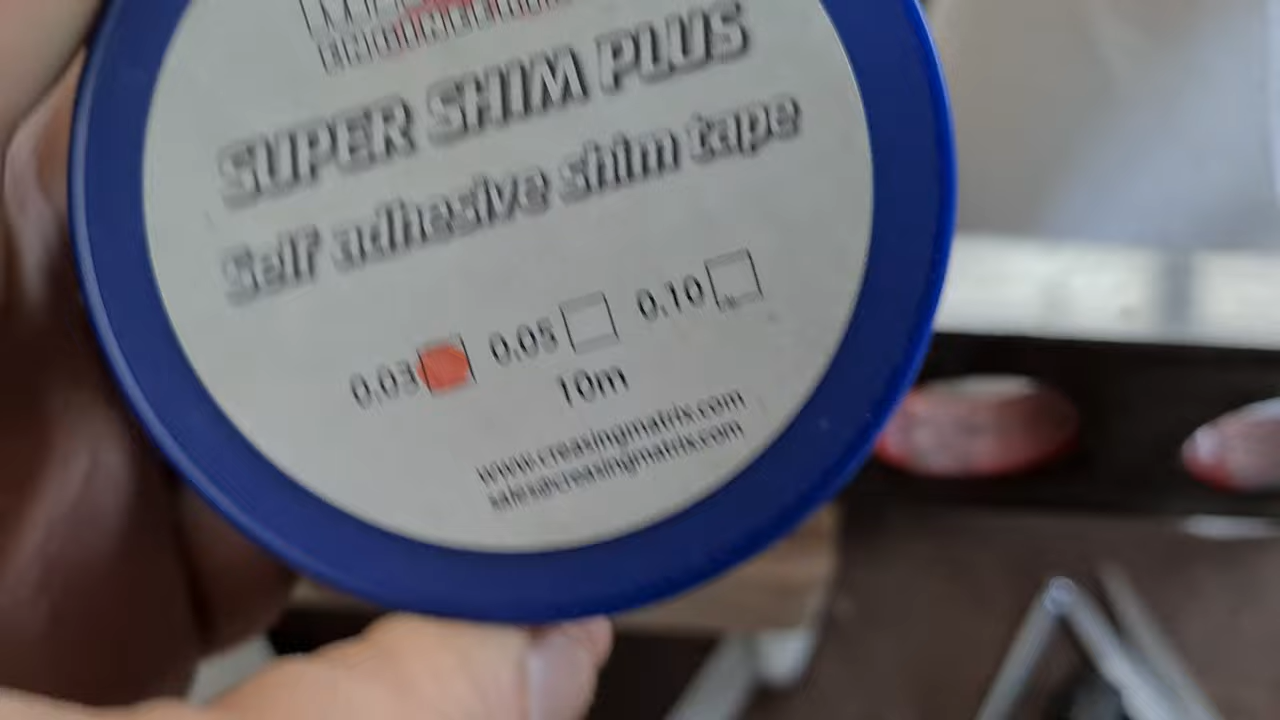 ENGINEERING
SUPER SHIM PLUS
Self adhesive shim tape
0.03 0.05 0.10
10m
www.creasingmatrix.com
sales@creasingmatrix.com